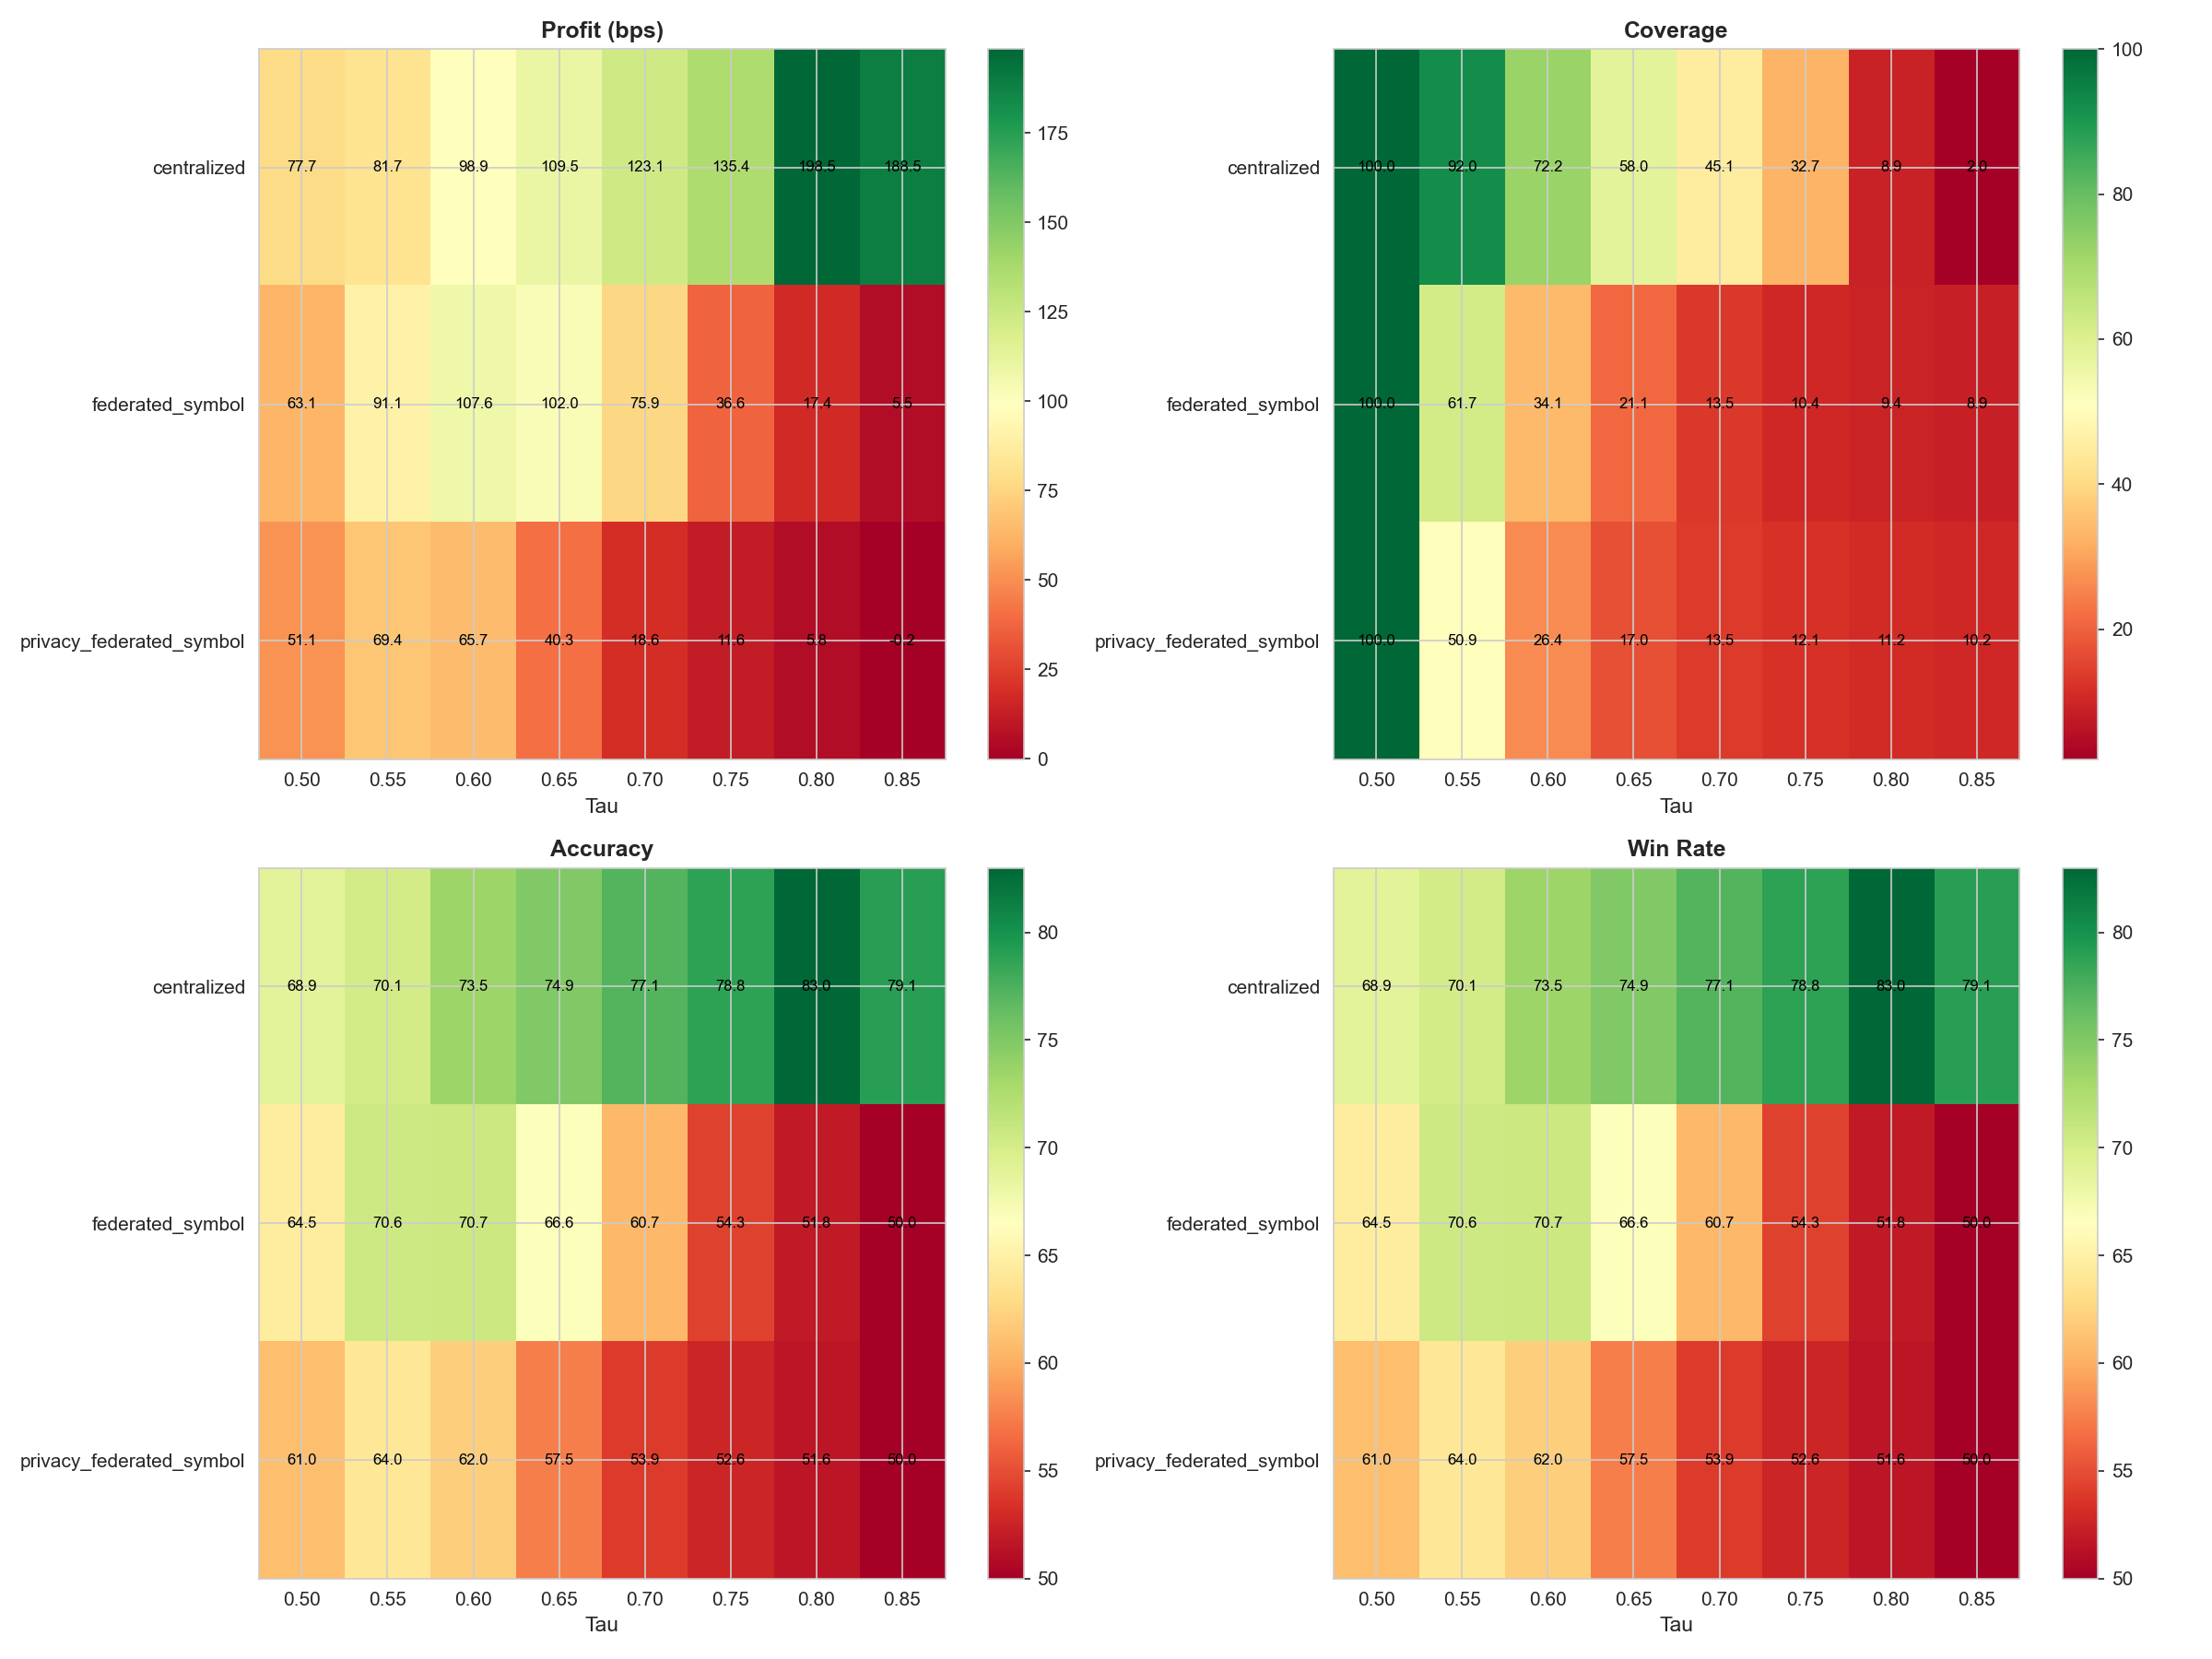 Profit (bps)
centralized
77.7 81.7 98.9 109.5 123.1 135.4 198.5 188.5
federated_symbol
63.1 91.1 107.6 102.0 75.9 36.6 17.4 5.5
privacy_federated_symbol
51.1 69.4 65.7 40.3 18.6 11.6 5.8 -0.2
0.50 0.55 0.60 0.65 0.70 0.75 0.80 0.85
Tau
175
150
125
100
75
50
25
0
Coverage
centralized
100.0 92.0 72.2 58.0 45.1 32.7 8.9 2.0
federated_symbol
100.0 61.7 34.1 21.1 13.5 10.4 9.4 8.9
privacy_federated_symbol
100.0 50.9 26.4 17.0 13.5 12.1 11.2 10.2
0.50 0.55 0.60 0.65 0.70 0.75 0.80 0.85
Tau
100
80
60
40
20
Accuracy
centralized
68.9 70.1 73.5 74.9 77.1 78.8 83.0 79.1
federated_symbol
64.5 70.6 70.7 66.6 60.7 54.3 51.8 50.0
privacy_federated_symbol
61.0 64.0 62.0 57.5 53.9 52.6 51.6 50.0
0.50 0.55 0.60 0.65 0.70 0.75 0.80 0.85
Tau
80
75
70
65
60
55
50
Win Rate
centralized
68.9 70.1 73.5 74.9 77.1 78.8 83.0 79.1
federated_symbol
64.5 70.6 70.7 66.6 60.7 54.3 51.8 50.0
privacy_federated_symbol
61.0 64.0 62.0 57.5 53.9 52.6 51.6 50.0
0.50 0.55 0.60 0.65 0.70 0.75 0.80 0.85
Tau
80
75
70
65
60
55
50